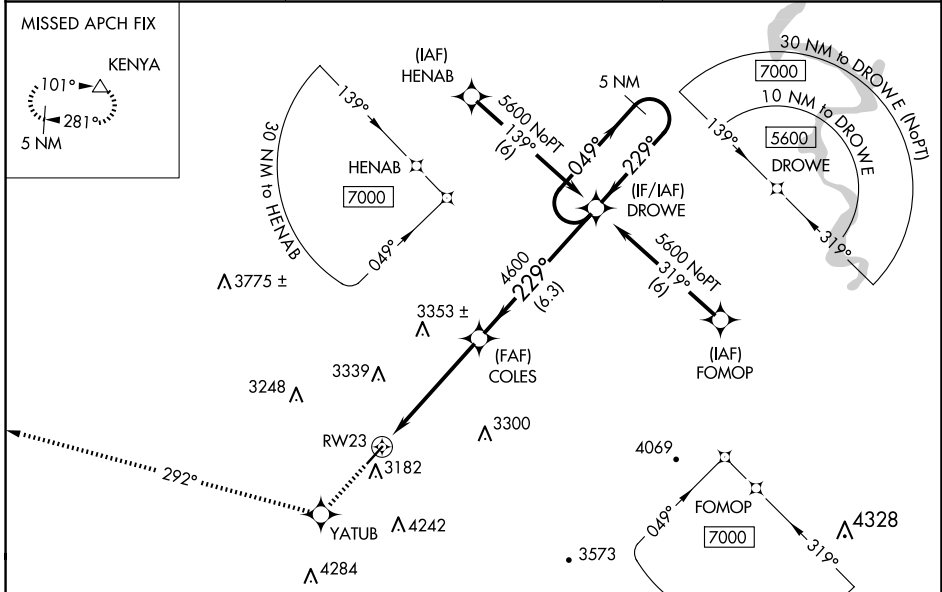 MISSED APCH FIX
KENYA
101°
281°
5 NM
(IAF)
HENAB
5600 NoPT
139°
(6)
5 NM
049°
229°
(IF/IAF)
DROWE
30 NM to DROWE (NoPT)
7000
10 NM to DROWE
5600
DROWE
139°
319°
139°
HENAB
7000
30 NM to HENAB
049°
5600 NoPT
319°
(6)
(IAF)
FOMOP
4600
229°
(6.3)
3775 ±
3353 ±
(FAF)
COLES
3339
3248
3300
RW23
3182
292°
YATUB
4242
4284
4069
FOMOP
7000
049°
319°
4328
3573